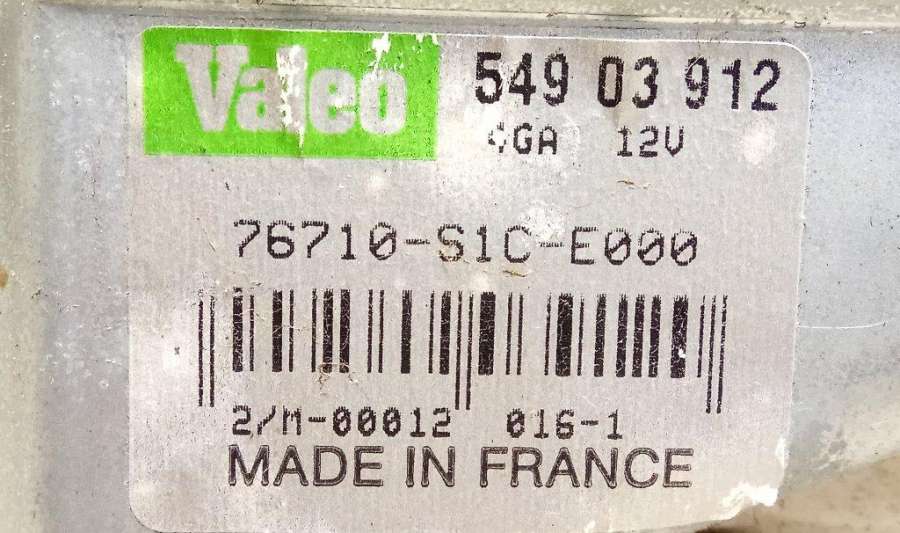 Valeo
549 03 912
GA 12V
76710-S1C-E000
2/M-00012 016-1
MADE IN FRANCE